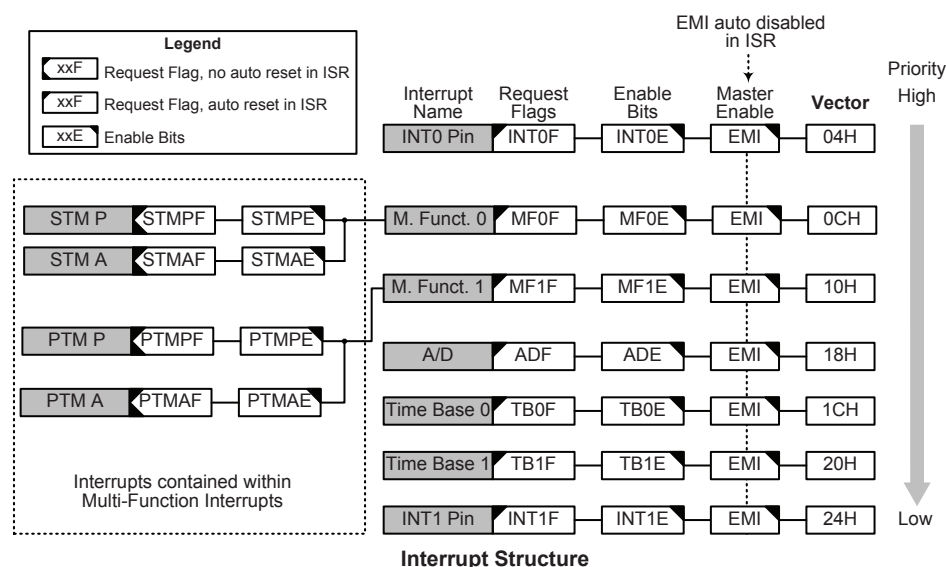 EMI auto disabled
in ISR
Legend
xxF Request Flag, no auto reset in ISR
xxF Request Flag, auto reset in ISR
xxE Enable Bits
Priority
High
Interrupt
Name
Request
Flags
Enable
Bits
Master
Enable
Vector
INT0 Pin INT0F INT0E EMI 04H
STM P STMPF STMPE M. Funct. 0 MF0F MF0E EMI 0CH
STM A STMAF STMAE
M. Funct. 1 MF1F MF1E EMI 10H
PTM P PTMPF PTMPE
A/D ADF ADE EMI 18H
PTM A PTMAF PTMAE
Time Base 0 TB0F TB0E EMI 1CH
Time Base 1 TB1F TB1E EMI 20H
Interrupts contained within
Multi-Function Interrupts
INT1 Pin INT1F INT1E EMI 24H
Low
Interrupt Structure